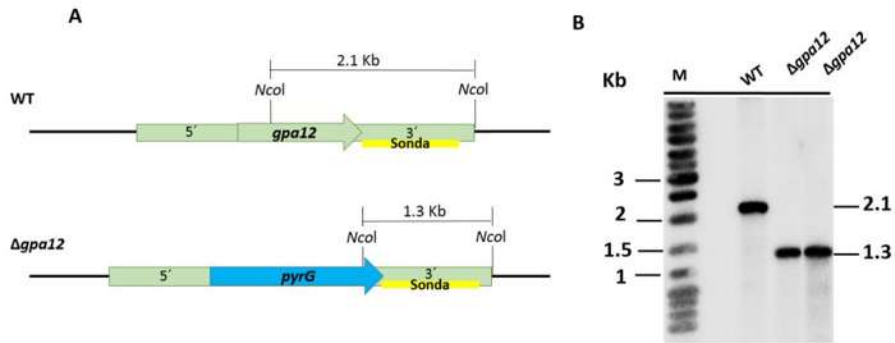 A
2.1 Kb
WT
NcoI
NcoI
5´
gpa12
3´
Sonda
1.3 Kb
Δgpa12
NcoI
NcoI
5´
pyrG
3´
Sonda
B
Kb
M
WT
Δgpa12
Δgpa12
3
2
1.5
1
2.1
1.3